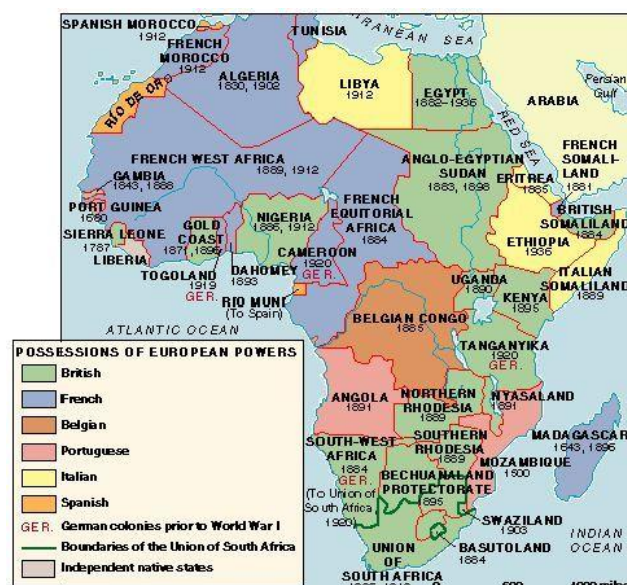 SPANISH MOROCCO
1912
FRENCH
MOROCCO
1912
TUNISIA
RANEAN SEA
ALGERIA
1830, 1902
LIBYA
1912
EGYPT
1882–1936
Persian
Gulf
ARABIA
RED SEA
RIO DE ORO
FRENCH WEST AFRICA
1889, 1912
ANGLO-EGYPTIAN
SUDAN
1883, 1898
FRENCH
SOMALI-
LAND
1881
ERITREA
1885
GAMBIA
1843, 1888
PORT GUINEA
1680
SIERRA LEONE
1787
LIBERIA
GOLD
COAST
1871, 1896
NIGERIA
1886, 1912
FRENCH
EQUITORIAL
AFRICA
1884
BRITISH
SOMALILAND
1884
ETHIOPIA
1936
CAMEROON
1920
GER.
TOGOLAND
1919
GER.
DAHOMEY
1893
RIO MUNI
(To Spain)
ITALIAN
SOMALILAND
1889
UGANDA
1890
KENYA
1895
BELGIAN CONGO
1885
ATLANTIC OCEAN
TANGANYIKA
1920
GER.
POSSESSIONS OF EUROPEAN POWERS
British
French
Belgian
Portuguese
Italian
Spanish
GER. German colonies prior to World War I
Boundaries of the Union of South Africa
Independent native states
ANGOLA
1891
NORTHERN
RHODESIA
1889
NYASALAND
1891
SOUTH-WEST
AFRICA
1884
GER.
(To Union of
South Africa
1920)
SOUTHERN
RHODESIA
1889
MADAGASCAR
1643, 1896
MOZAMBIQUE
1500
BECHUANALAND
PROTECTORATE
1895
SWAZILAND
1903
BASUTOLAND
1884
INDIAN
OCEAN
UNION
OF
SOUTH AFRICA